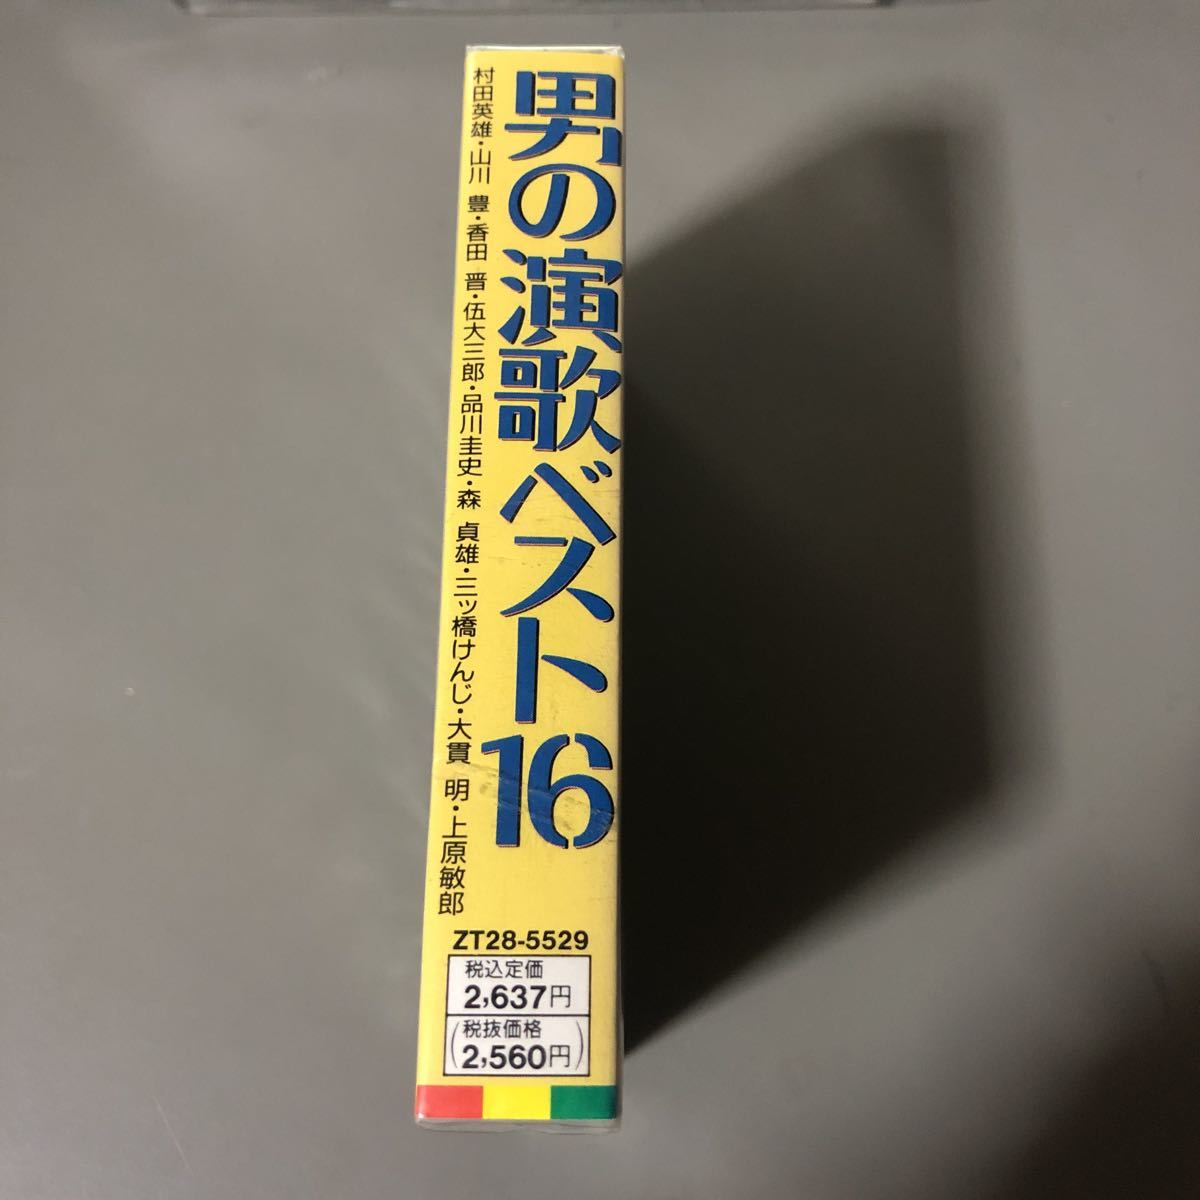 男の演歌ベスト16
村田英雄・山川 豊・香田 晋・伍大三郎・品川圭史・森 貞雄・三ッ橋けんじ・大貫 明・上原敏郎
ZT28-5529
税込定価
2,637円
(税抜価格
2,560円)